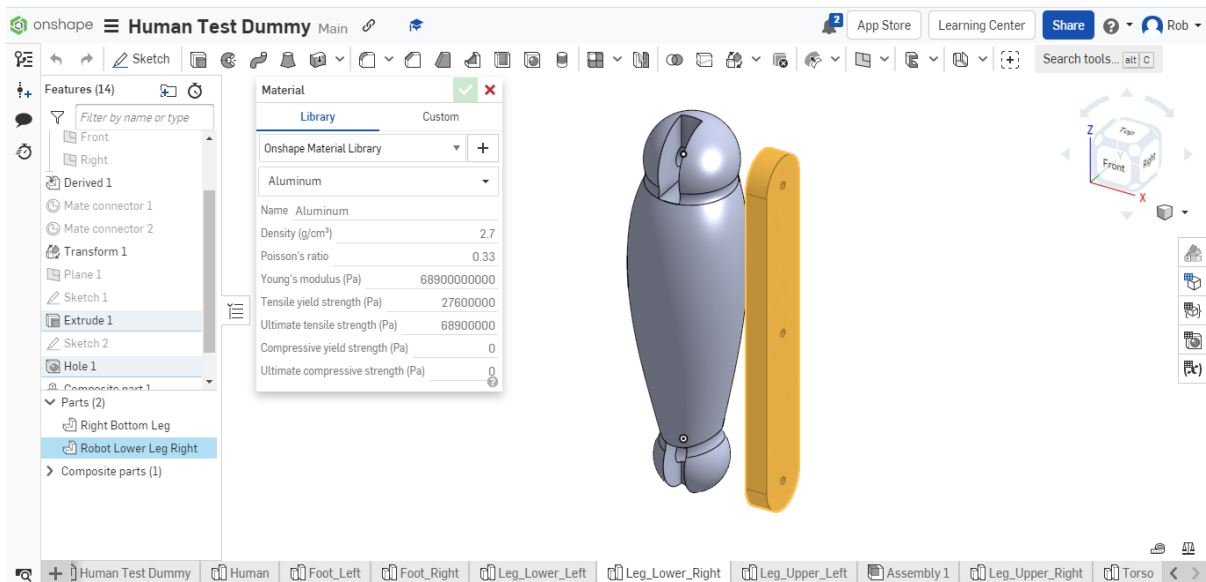 onshape Human Test Dummy Main 2 App Store Learning Center Share Rob
Sketch Search tools... alt C
Features (14)
Filter by name or type
Front
Right
Derived 1
Mate connector 1
Mate connector 2
Transform 1
Plane 1
Sketch 1
Extrude 1
Sketch 2
Hole 1
Composite part 1
Parts (2)
Right Bottom Leg
Robot Lower Leg Right
Composite parts (1)
Material
Library Custom
Onshape Material Library
Aluminum
Name Aluminum
Density (g/cm³) 2.7
Poisson's ratio 0.33
Young's modulus (Pa) 68900000000
Tensile yield strength (Pa) 27600000
Ultimate tensile strength (Pa) 68900000
Compressive yield strength (Pa) 0
Ultimate compressive strength (Pa) 0
Z
Top
Y
Front Right
X
Human Test Dummy Human Foot_Left Foot_Right Leg_Lower_Left Leg_Lower_Right Leg_Upper_Left Assembly 1 Leg_Upper_Right Torso